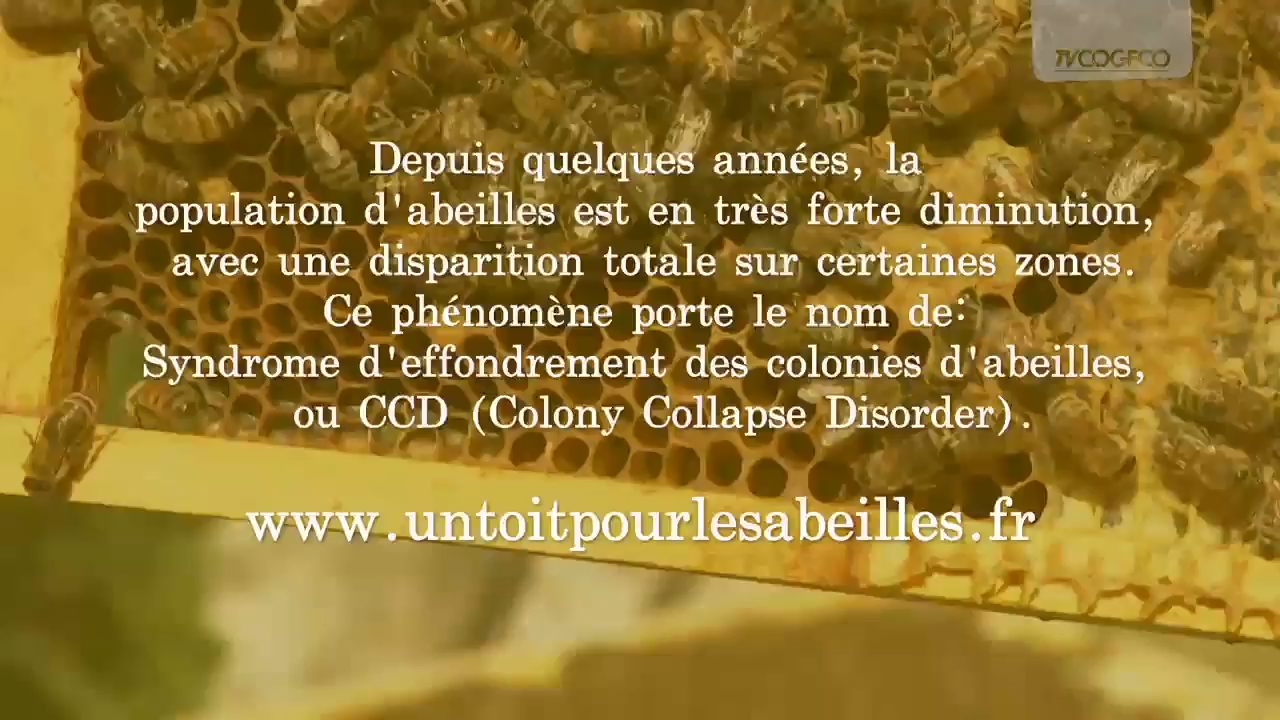 TVCOGECO
Depuis quelques années, la
population d'abeilles est en très forte diminution,
avec une disparition totale sur certaines zones.
Ce phénomène porte le nom de:
Syndrome d'effondrement des colonies d'abeilles,
ou CCD (Colony Collapse Disorder).
www.untoitpourlesabeilles.fr